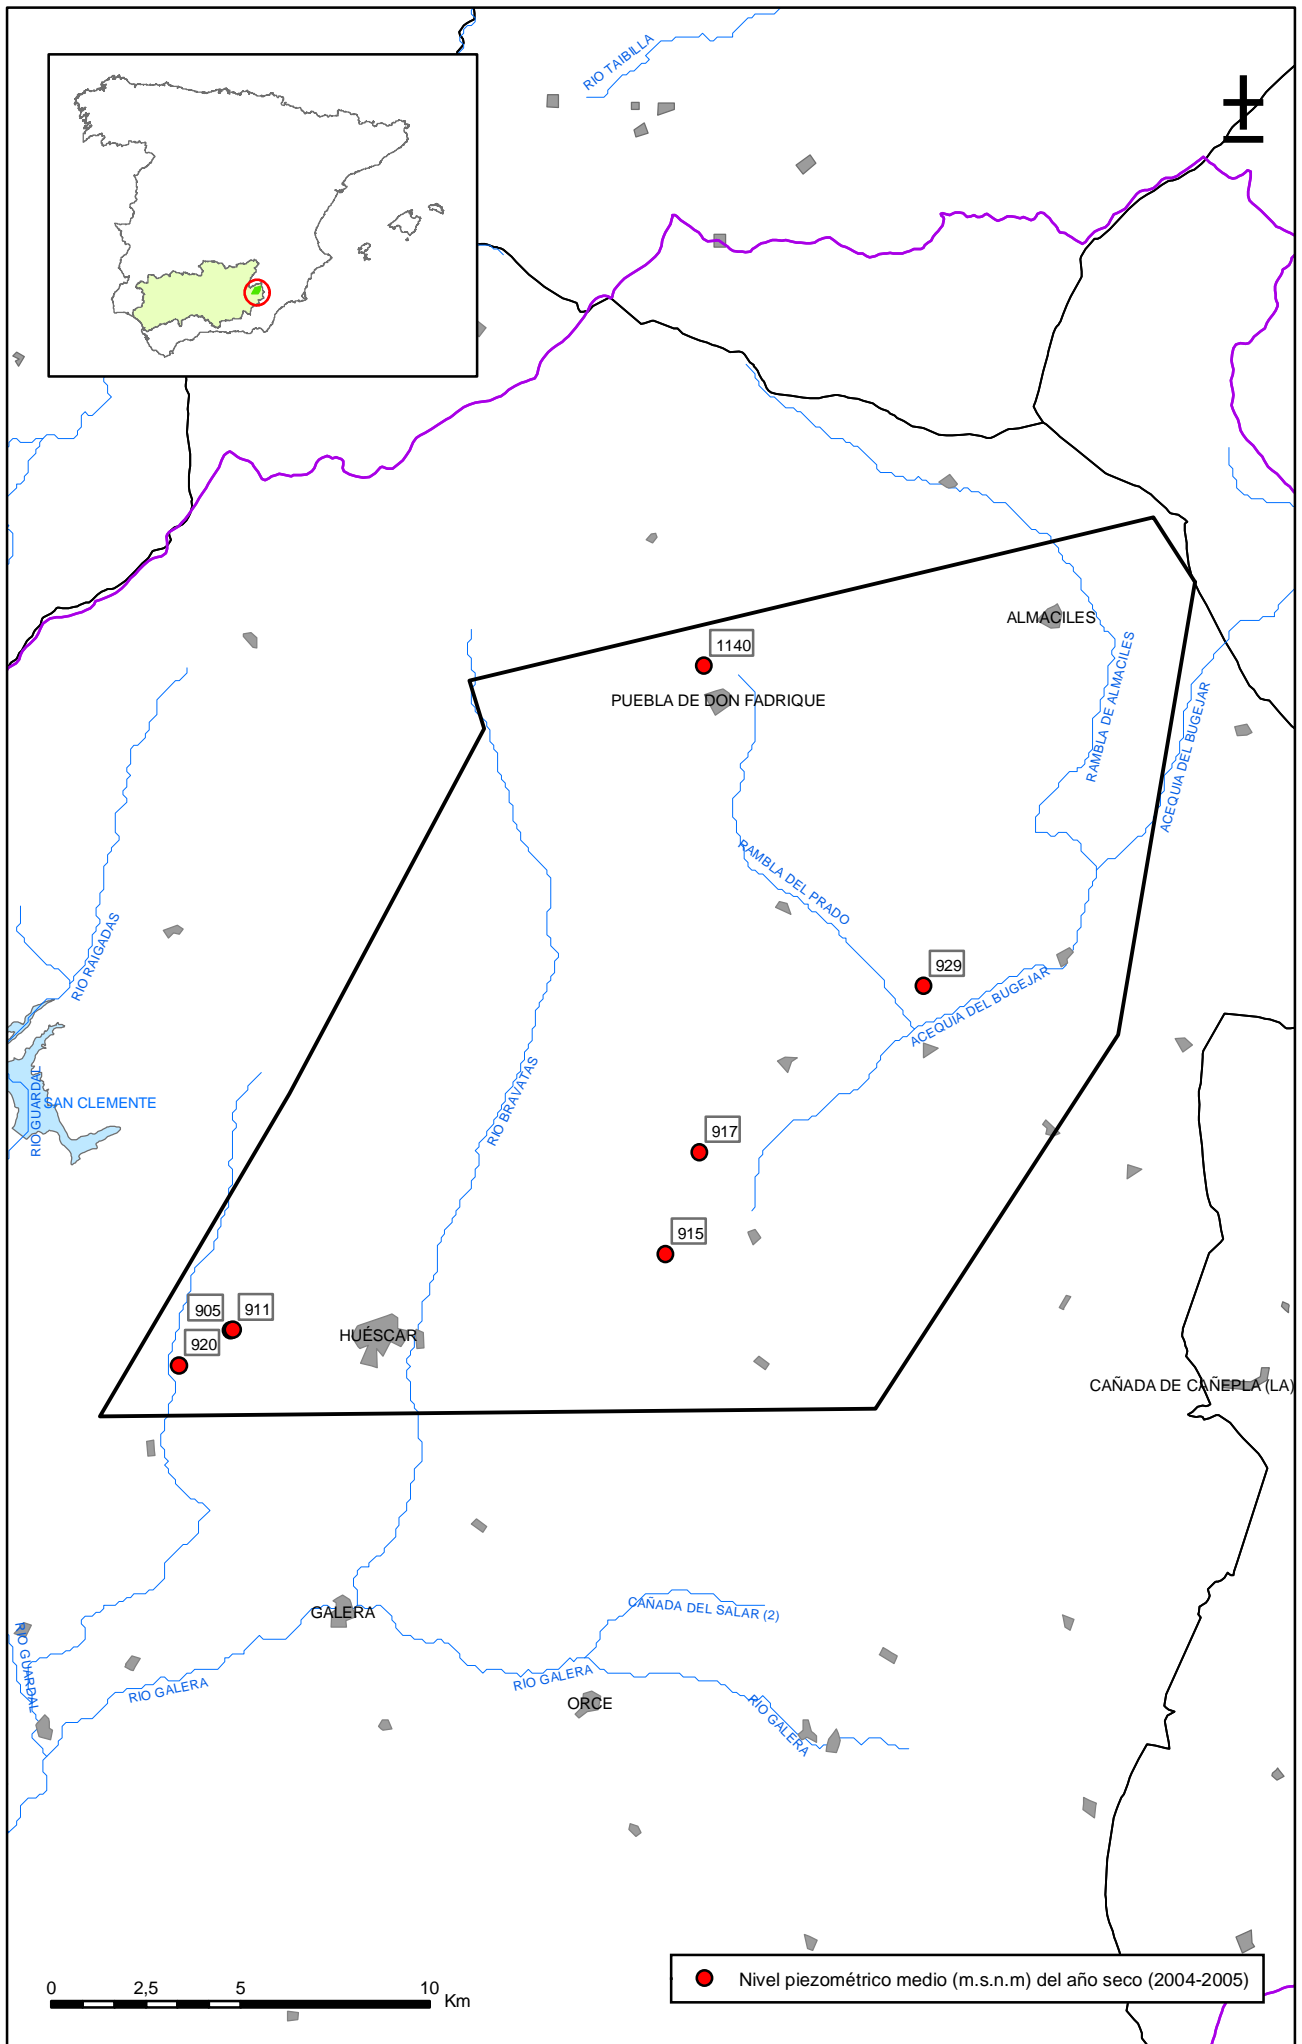 RIO TAIBILLA
ALMACILES
1140
PUEBLA DE DON FADRIQUE
RAMBLA DE ALMACILES
ACEQUIA DEL BUGEJAR
RAMBLA DEL PRADO
RIO RAIGADAS
929
ACEQUIA DEL BUGEJAR
RIO GUARDAL
SAN CLEMENTE
RIO BRAVATAS
917
915
905
911
920
HUÉSCAR
CAÑADA DE CAÑEPLA (LA)
GALERA
CAÑADA DEL SALAR (2)
RIO GUARDAL
RIO GALERA
RIO GALERA
ORCE
RIO GALERA
0 2,5 5 10
Km
Nivel piezométrico medio (m.s.n.m) del año seco (2004-2005)